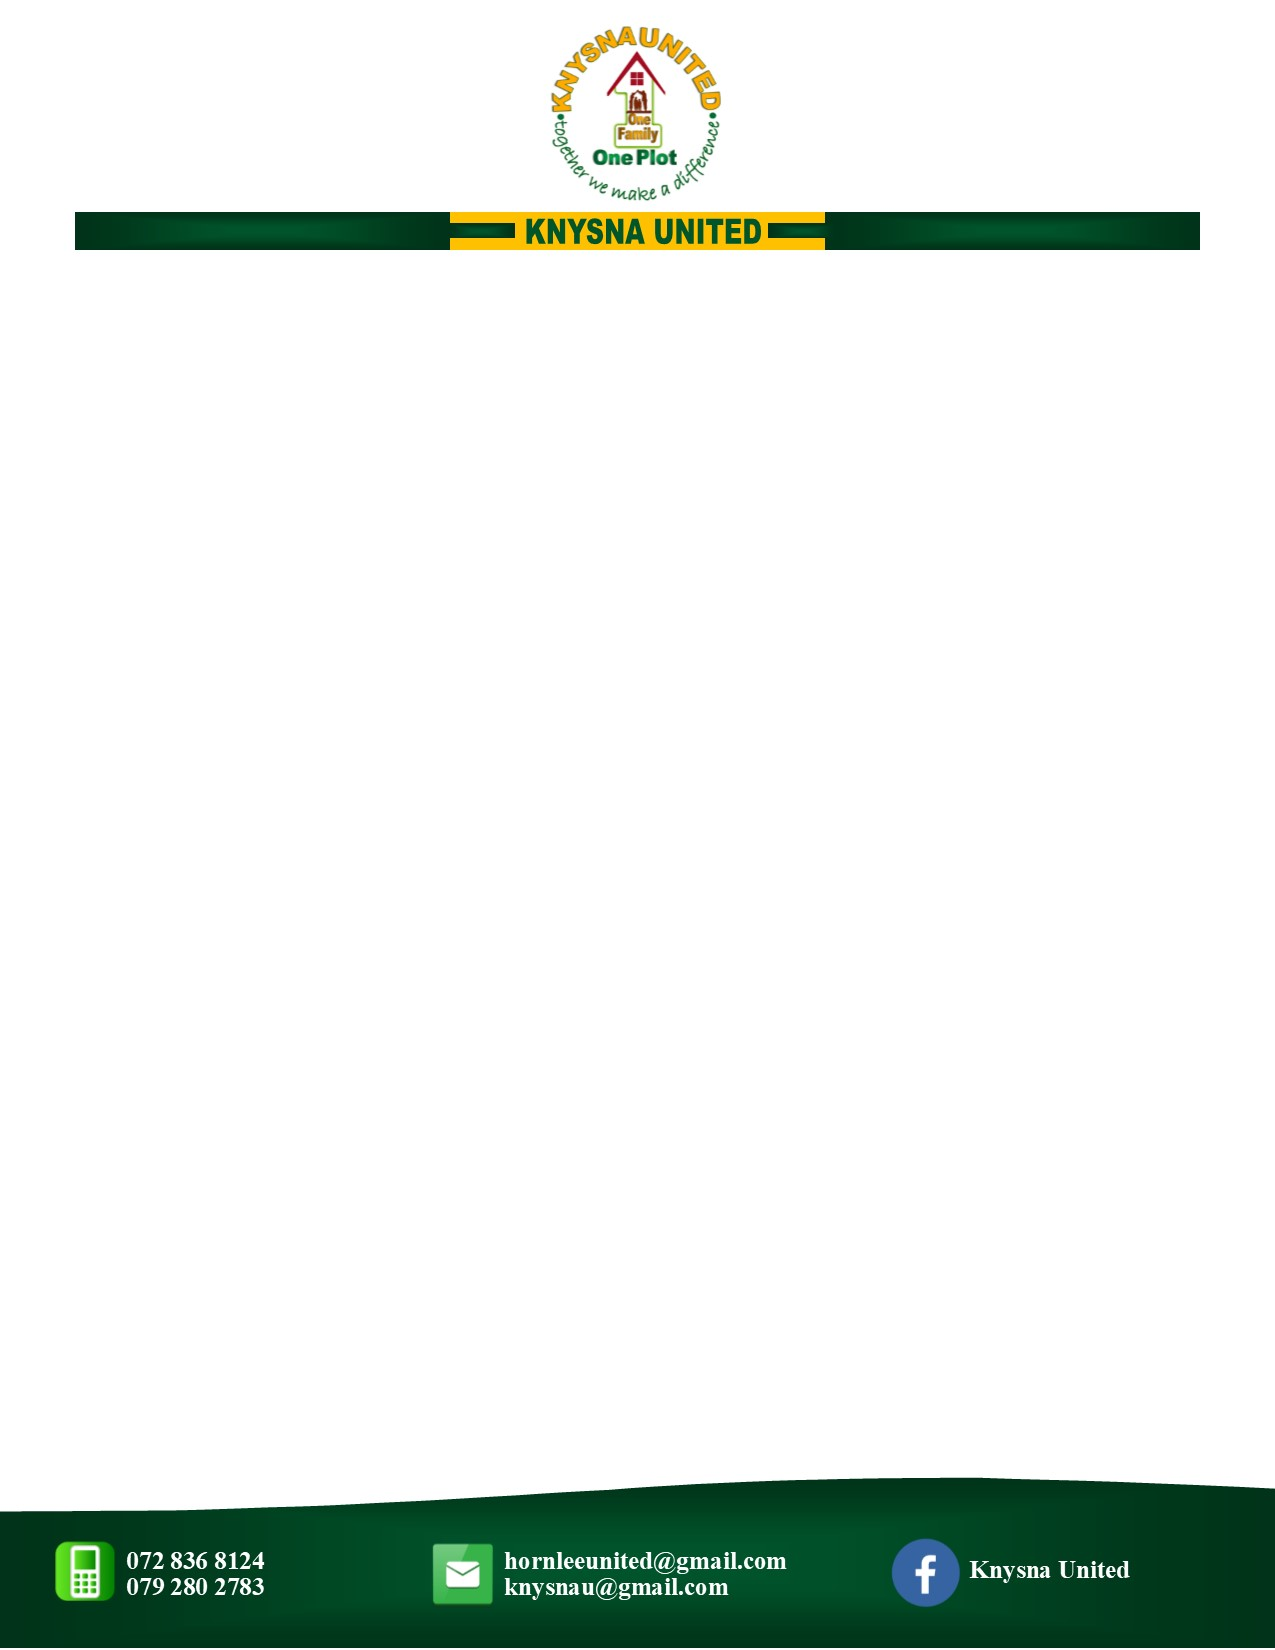 KNYSNAUNITED
One
Family
One Plot
together we make a difference
KNYSNA UNITED
072 836 8124
079 280 2783
hornleeunited@gmail.com
knysnau@gmail.com
Knysna United